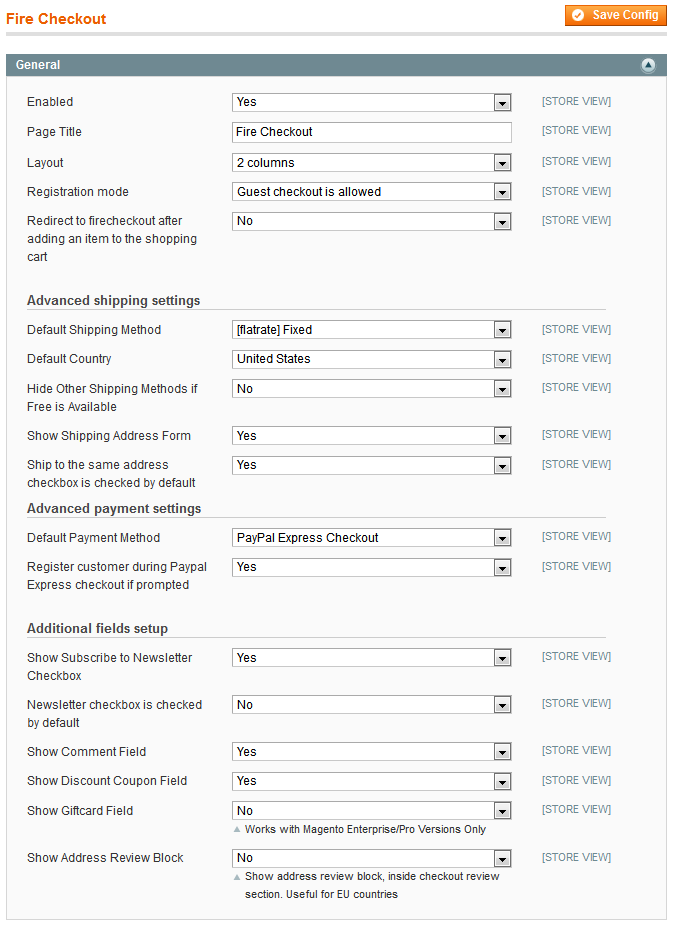 Fire Checkout
Save Config
General
Enabled Yes [STORE VIEW]
Page Title Fire Checkout [STORE VIEW]
Layout 2 columns [STORE VIEW]
Registration mode Guest checkout is allowed [STORE VIEW]
Redirect to firecheckout after No [STORE VIEW]
adding an item to the shopping
cart
Advanced shipping settings
Default Shipping Method [flatrate] Fixed [STORE VIEW]
Default Country United States [STORE VIEW]
Hide Other Shipping Methods if No [STORE VIEW]
Free is Available
Show Shipping Address Form Yes [STORE VIEW]
Ship to the same address Yes [STORE VIEW]
checkbox is checked by default
Advanced payment settings
Default Payment Method PayPal Express Checkout [STORE VIEW]
Register customer during Paypal Yes [STORE VIEW]
Express checkout if prompted
Additional fields setup
Show Subscribe to Newsletter Yes [STORE VIEW]
Checkbox
Newsletter checkbox is checked No [STORE VIEW]
by default
Show Comment Field Yes [STORE VIEW]
Show Discount Coupon Field Yes [STORE VIEW]
Show Giftcard Field No [STORE VIEW]
Works with Magento Enterprise/Pro Versions Only
Show Address Review Block No [STORE VIEW]
Show address review block, inside checkout review
section. Useful for EU countries